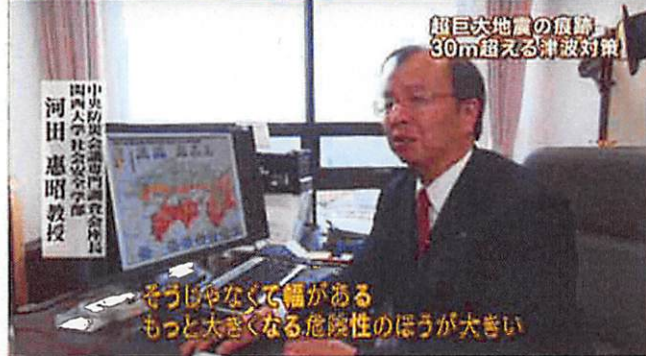 超巨大地震の痕跡
30m超える津波対策
中央防災会議専門調査会座長
関西大学 社会安全学部
河田 惠昭 教授
そうじゃなくて幅がある
もっと大きくなる危険性のほうが大きい